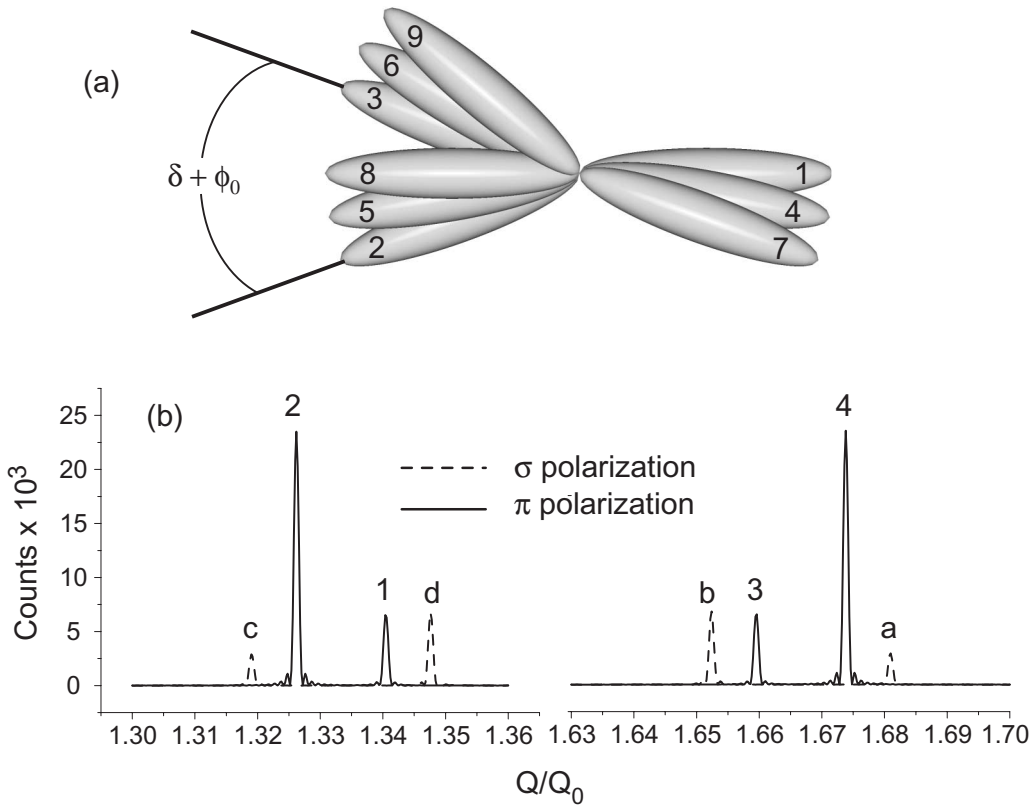 (a)
9
6
3
8
5
2
1
4
7
δ + ϕ₀
(b)
2
4
σ polarization
π polarization
c
1
d
b
3
a
25
20
15
10
5
0
Counts x 10³
1.30 1.31 1.32 1.33 1.34 1.35 1.36 1.63 1.64 1.65 1.66 1.67 1.68 1.69 1.70
Q/Q₀